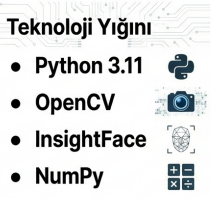 Teknoloji Yığını
• Python 3.11
• OpenCV
• InsightFace
• NumPy